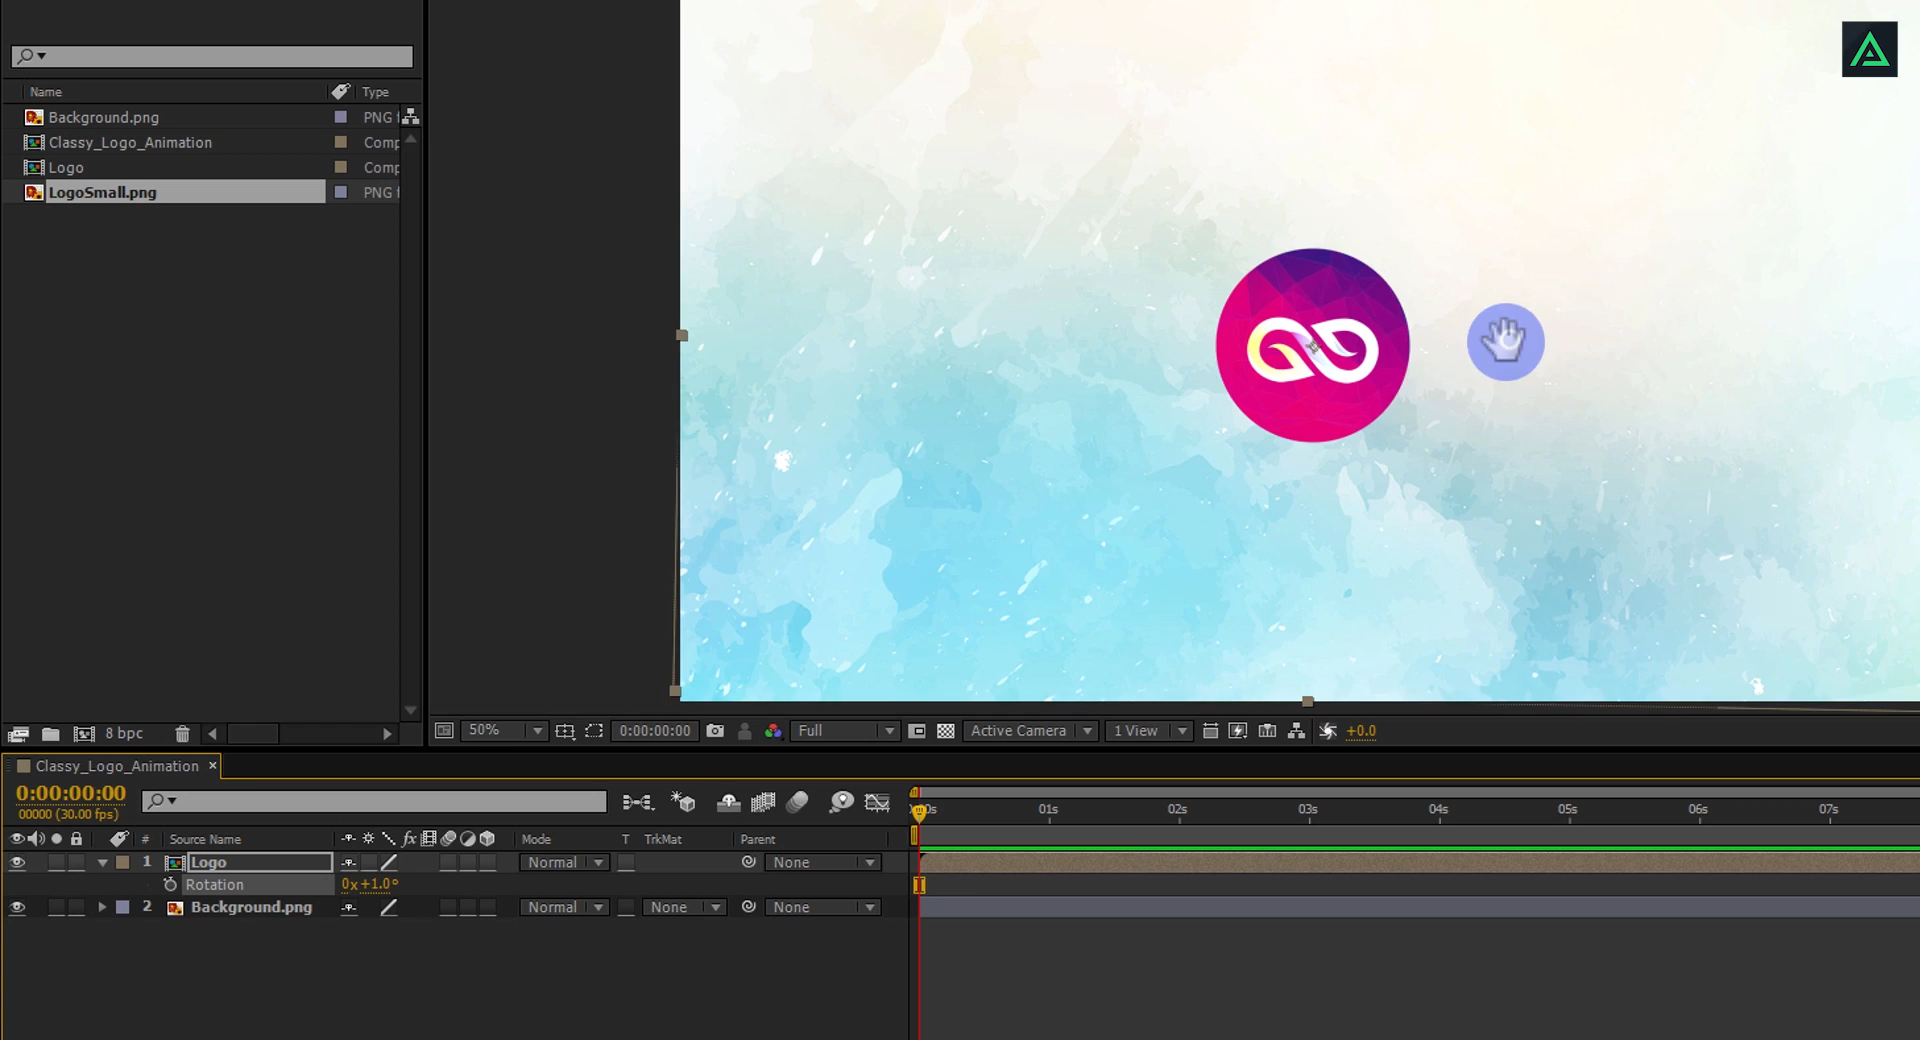 Name Type
Background.png PNG f
Classy_Logo_Animation Comp
Logo Comp
LogoSmall.png PNG f
8 bpc
50% 0:00:00:00 Full Active Camera 1 View +0.0
Classy_Logo_Animation ×
0:00:00:00
00000 (30.00 fps)
0s 01s 02s 03s 04s 05s 06s 07s
# Source Name fx Mode T TrkMat Parent
1 Logo Normal None
Rotation 0x+1.0°
2 Background.png Normal None None